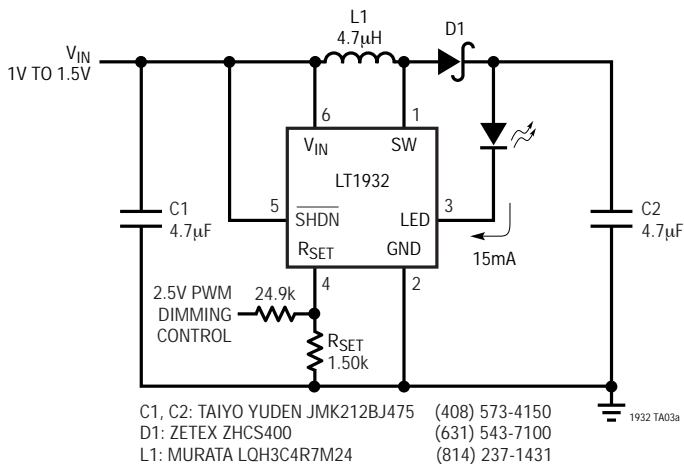 L1
4.7µH
D1
VIN
1V TO 1.5V
6
1
VIN
SW
LT1932
C1
4.7µF
5
SHDN
LED
3
C2
4.7µF
RSET
GND
15mA
4
2
2.5V PWM
DIMMING
CONTROL
24.9k
RSET
1.50k
C1, C2: TAIYO YUDEN JMK212BJ475 (408) 573-4150
D1: ZETEX ZHCS400 (631) 543-7100
L1: MURATA LQH3C4R7M24 (814) 237-1431
1932 TA03a